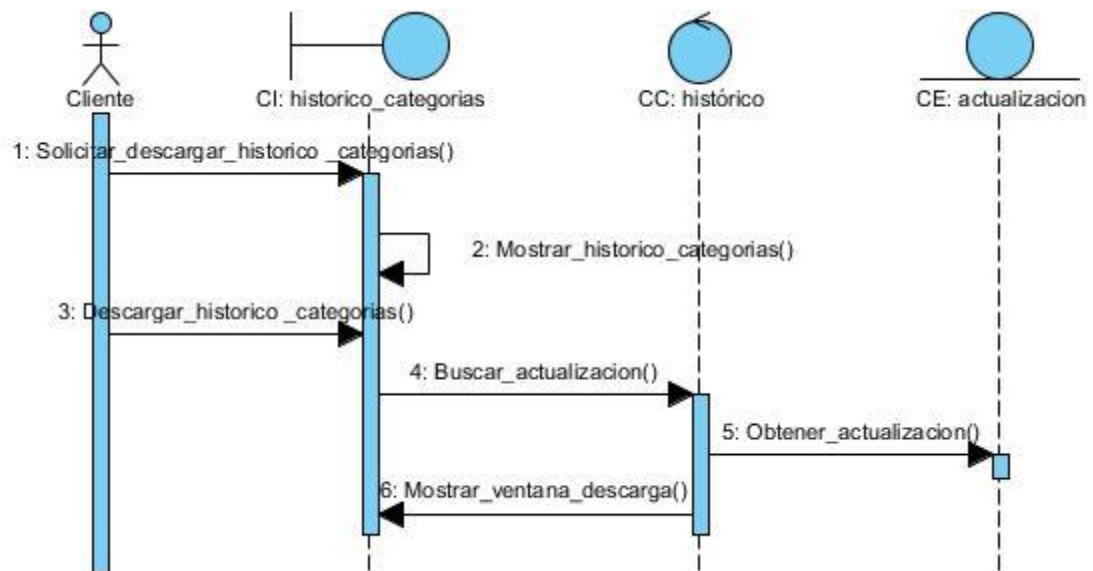 Cliente
CI: historico_categorias
CC: histórico
CE: actualizacion
1: Solicitar_descargar_historico _categorias()
2: Mostrar_historico_categorias()
3: Descargar_historico _categorias()
4: Buscar_actualizacion()
5: Obtener_actualizacion()
6: Mostrar_ventana_descarga()